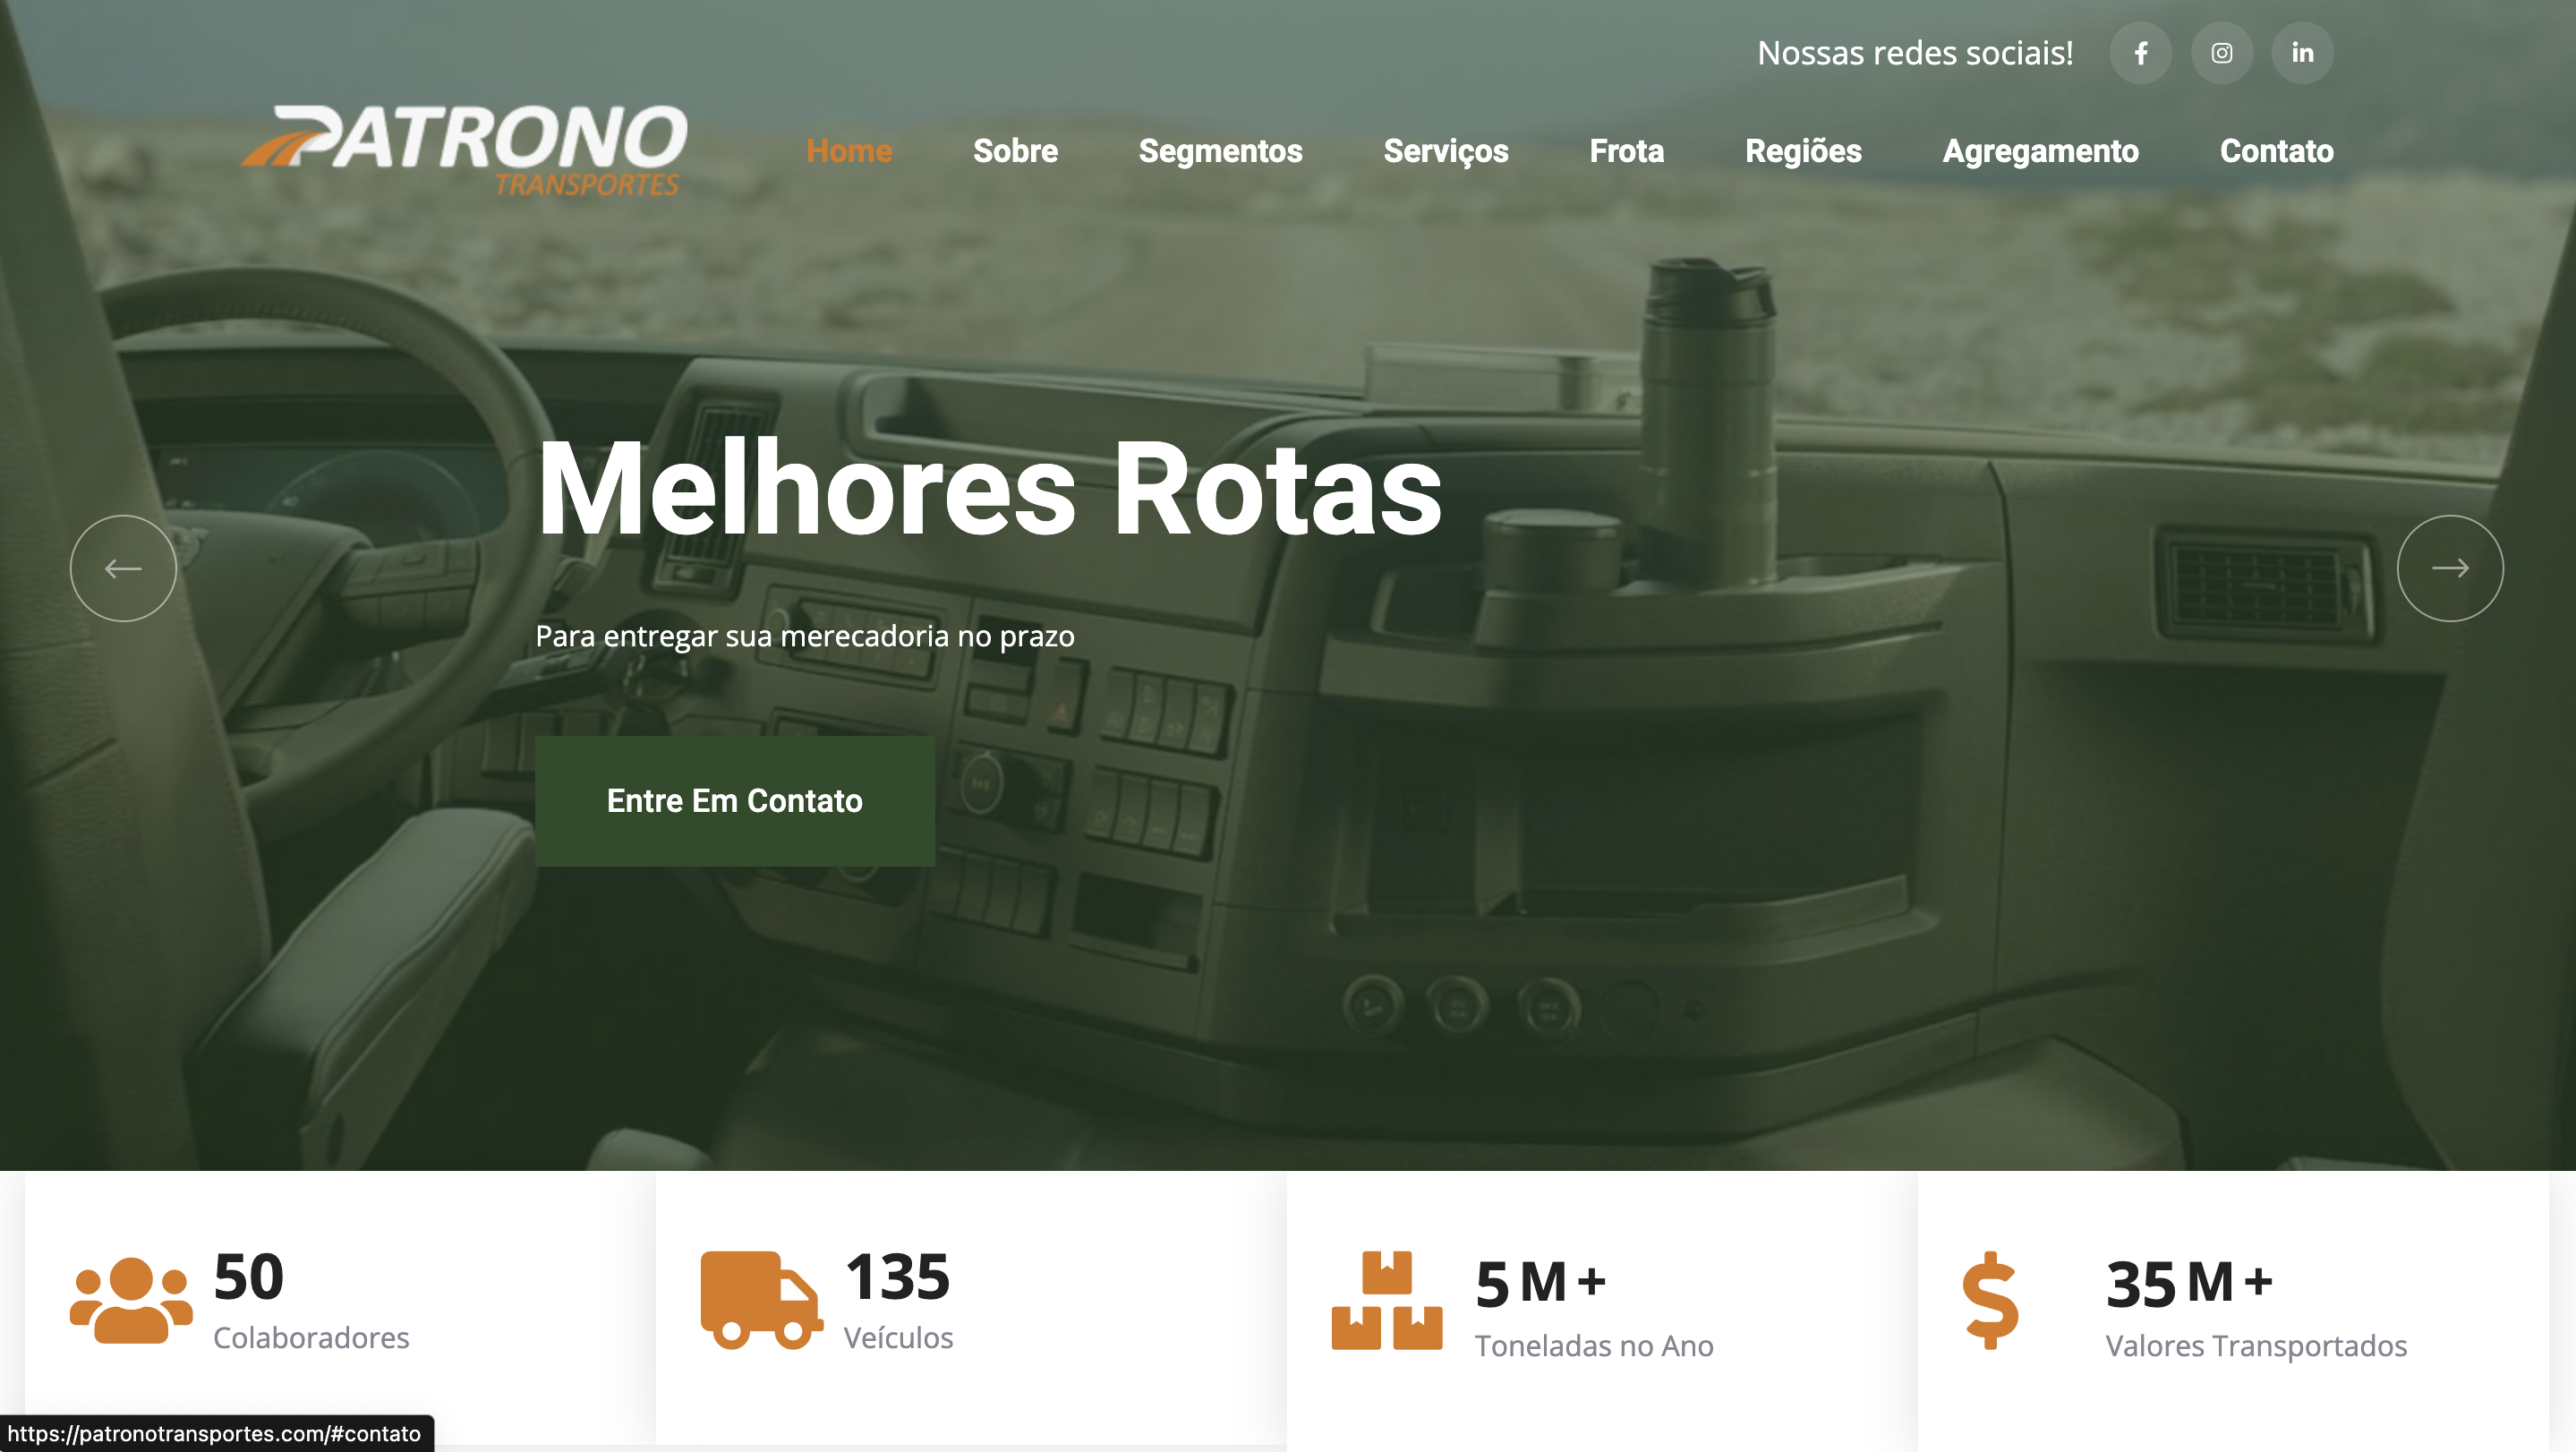 Nossas redes sociais!
PATRONO
TRANSPORTES
Home Sobre Segmentos Serviços Frota Regiões Agregamento Contato
Melhores Rotas
Para entregar sua merecadoria no prazo
Entre Em Contato
50
Colaboradores
135
Veículos
5 M +
Toneladas no Ano
35 M +
Valores Transportados
https://patronotransportes.com/#contato